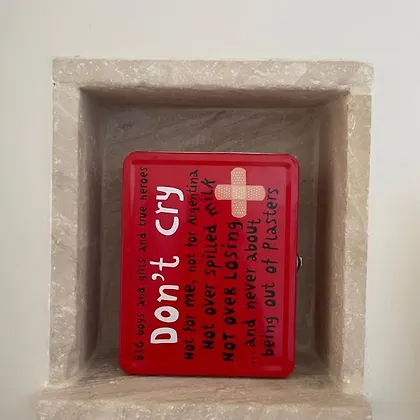 BIG boys and girls and true heroes
Don't cry
Not for me, not for Argentina
Not over spilled milk
NOT OVER LOSING
...and never about
being out of Plasters